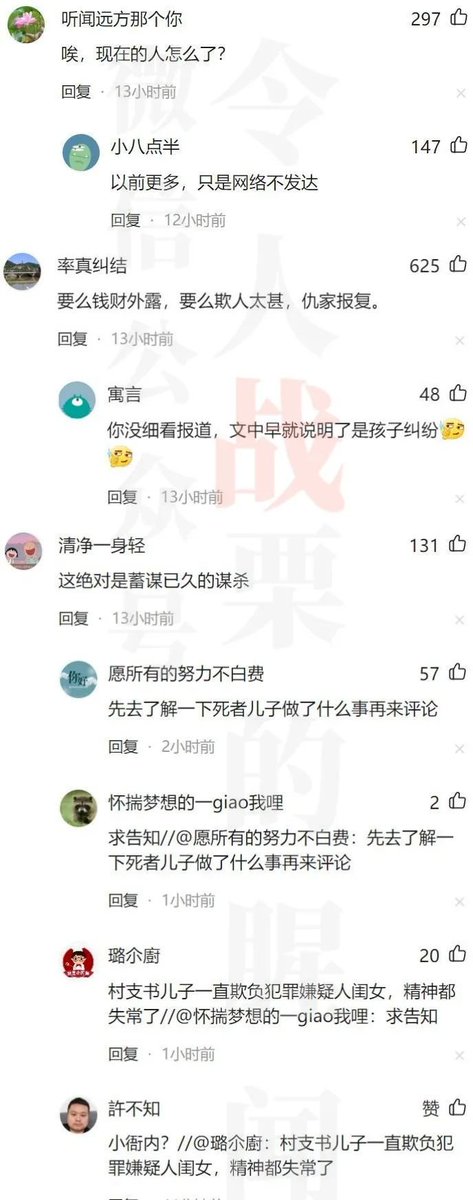 听闻远方那个你 297
唉，现在的人怎么了？
回复 · 13小时前
小八点半 147
以前更多，只是网络不发达
回复 · 12小时前
率真纠结 625
要么钱财外露，要么欺人太甚，仇家报复。
回复 · 13小时前
寓言 48
你没细看报道，文中早就说明了是孩子纠纷
回复 · 13小时前
清净一身轻 131
这绝对是蓄谋已久的谋杀
回复 · 13小时前
愿所有的努力不白费 57
先去了解一下死者儿子做了什么事再来评论
回复 · 2小时前
怀揣梦想的一giao我哩 2
求告知//@愿所有的努力不白费：先去了解一
下死者儿子做了什么事再来评论
回复 · 1小时前
璐尒廚 20
村支书儿子一直欺负犯罪嫌疑人闺女，精神都
失常了//@怀揣梦想的一giao我哩：求告知
回复 · 1小时前
許不知 赞
小衙内？//@璐尒廚：村支书儿子一直欺负犯
罪嫌疑人闺女，精神都失常了
微信公众号
令人战栗的腥闻